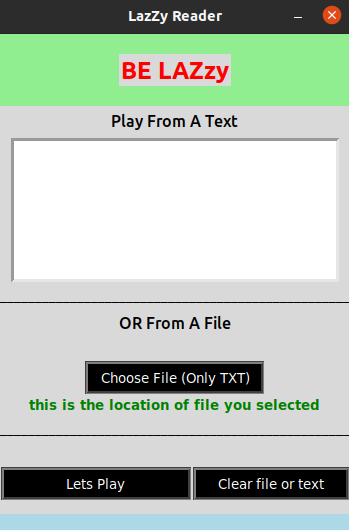 LazZy Reader
BE LAZzy
Play From A Text
OR From A File
Choose File (Only TXT)
this is the location of file you selected
Lets Play
Clear file or text